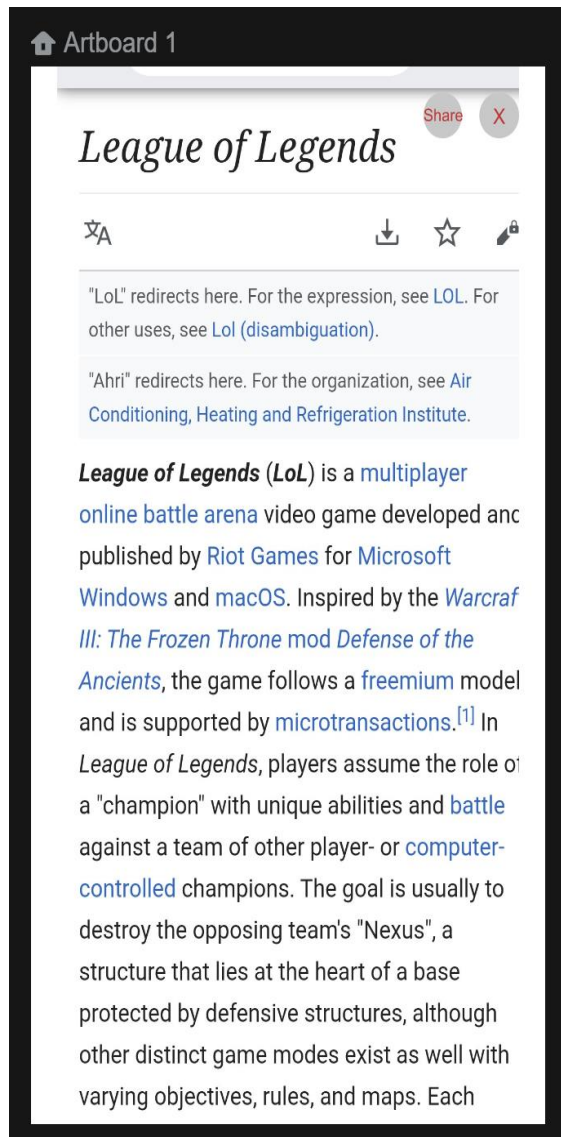 Artboard 1
Share
X
League of Legends
文A
"LoL" redirects here. For the expression, see LOL. For
other uses, see Lol (disambiguation).
"Ahri" redirects here. For the organization, see Air
Conditioning, Heating and Refrigeration Institute.
League of Legends (LoL) is a multiplayer
online battle arena video game developed and
published by Riot Games for Microsoft
Windows and macOS. Inspired by the Warcraf
III: The Frozen Throne mod Defense of the
Ancients, the game follows a freemium model
and is supported by microtransactions.[1] In
League of Legends, players assume the role of
a "champion" with unique abilities and battle
against a team of other player- or computer-
controlled champions. The goal is usually to
destroy the opposing team's "Nexus", a
structure that lies at the heart of a base
protected by defensive structures, although
other distinct game modes exist as well with
varying objectives, rules, and maps. Each